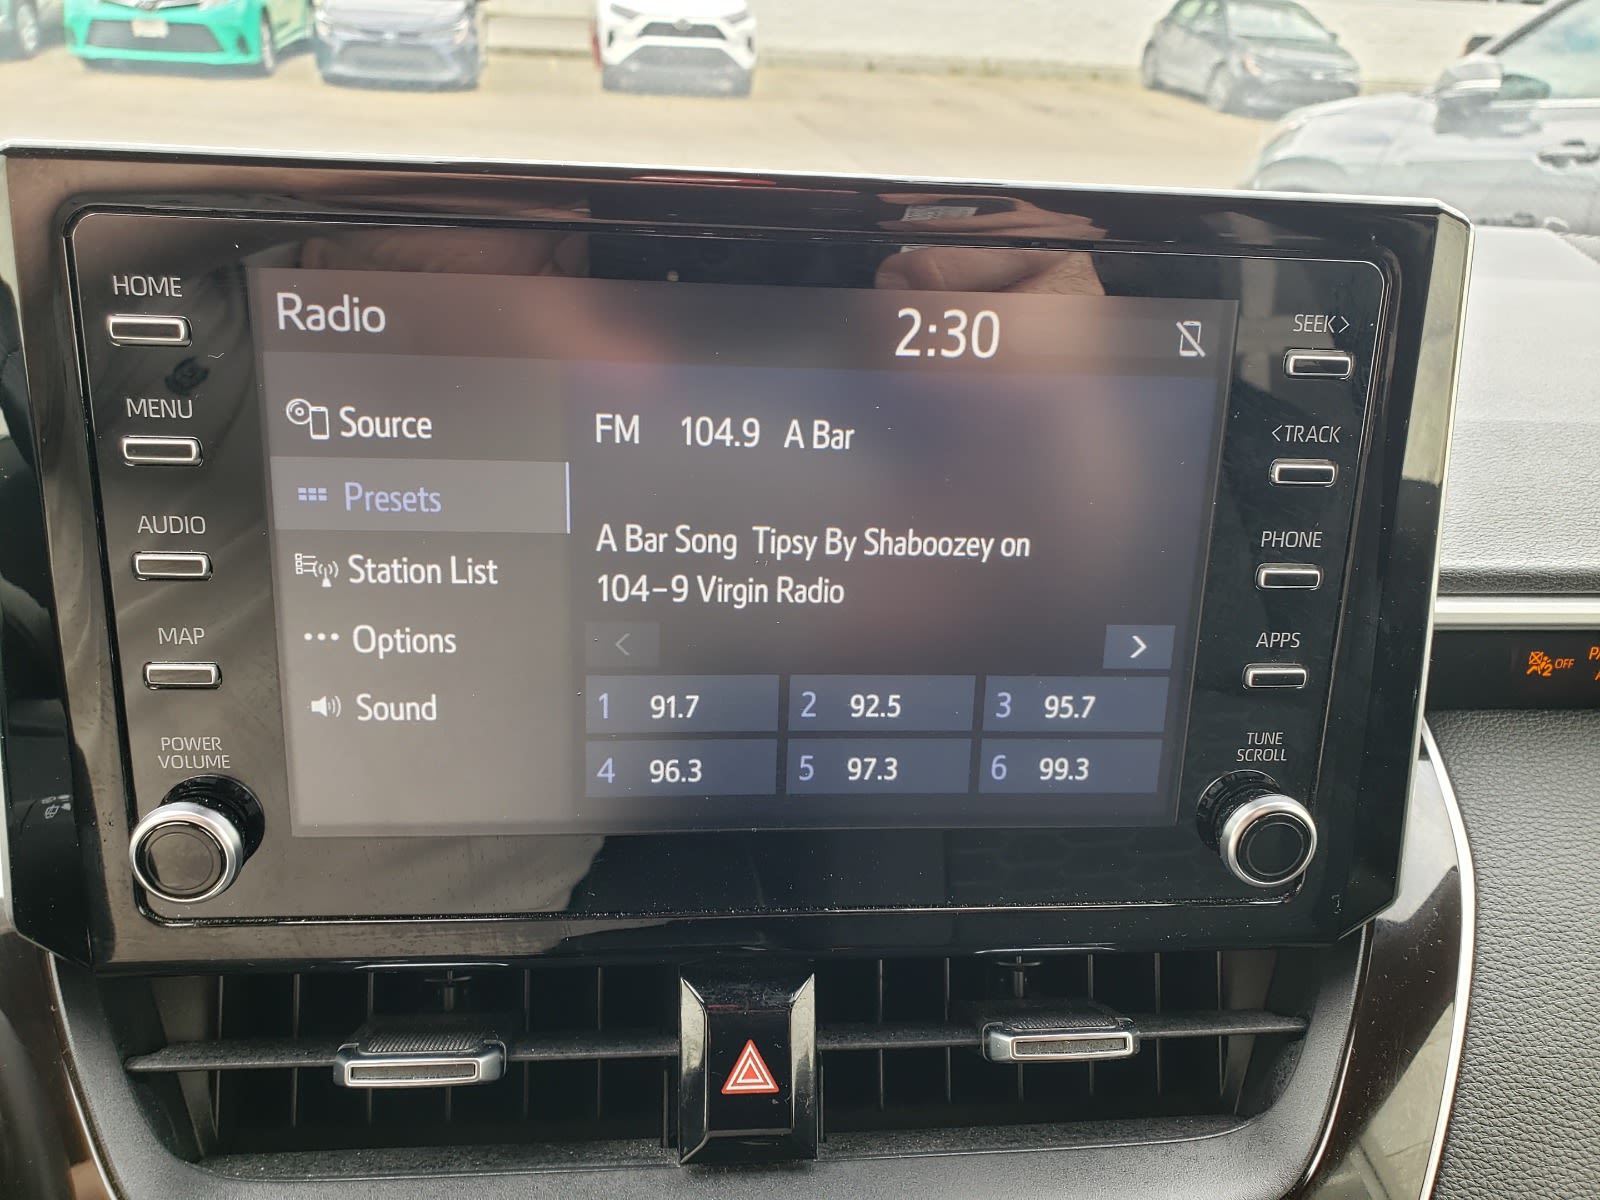 HOME
MENU
AUDIO
MAP
POWER
VOLUME
Radio
2:30
Source
Presets
Station List
Options
Sound
FM 104.9 A Bar
A Bar Song Tipsy By Shaboozey on
104-9 Virgin Radio
<
>
1 91.7
2 92.5
3 95.7
4 96.3
5 97.3
6 99.3
SEEK>
<TRACK
PHONE
APPS
TUNE
SCROLL
2 OFF